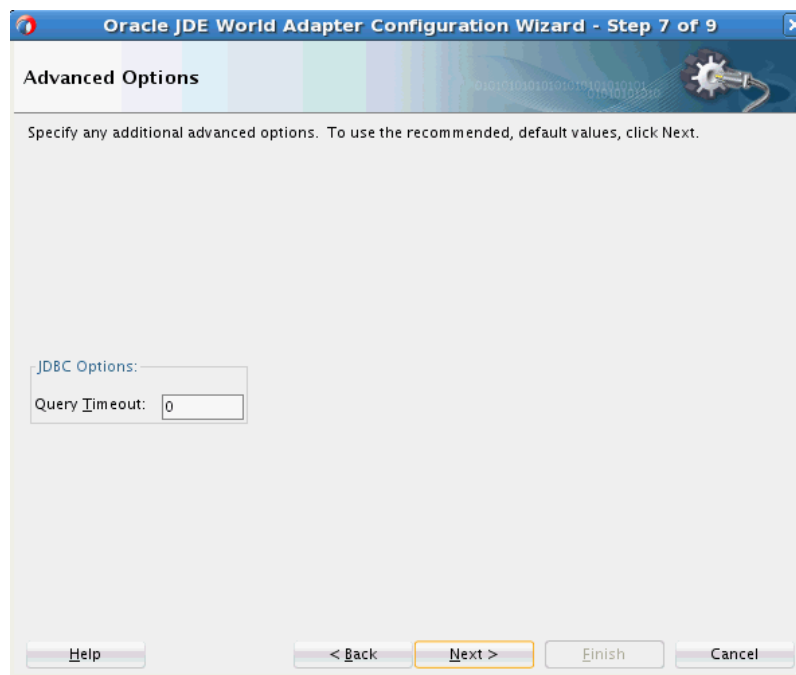 Oracle JDE World Adapter Configuration Wizard - Step 7 of 9
Advanced Options
Specify any additional advanced options. To use the recommended, default values, click Next.
JDBC Options:
Query Timeout: 0
Help
< Back
Next >
Finish
Cancel